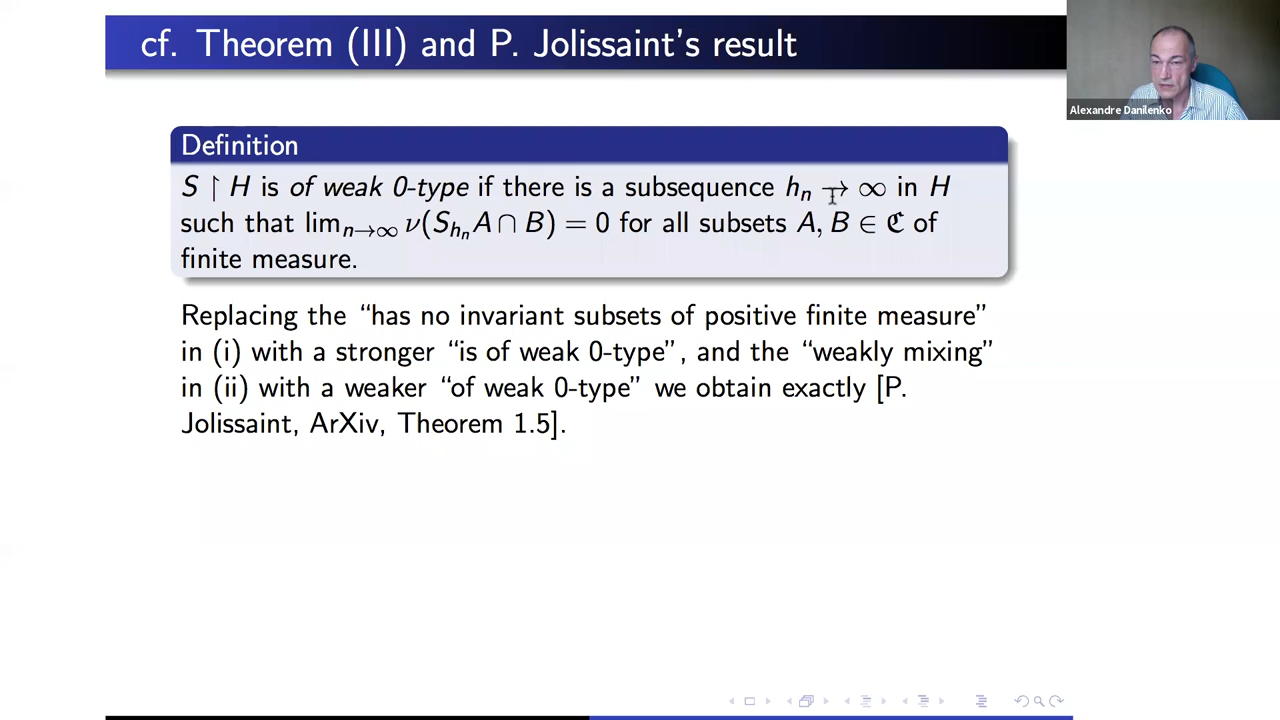 cf. Theorem (III) and P. Jolissaint's result
Alexandre Danilenko
Definition
S ↾ H is of weak 0-type if there is a subsequence hₙ → ∞ in H
such that limₙ→∞ ν(S_{hₙ}A ∩ B) = 0 for all subsets A, B ∈ ℭ of
finite measure.
Replacing the “has no invariant subsets of positive finite measure”
in (i) with a stronger “is of weak 0-type”, and the “weakly mixing”
in (ii) with a weaker “of weak 0-type” we obtain exactly [P.
Jolissaint, ArXiv, Theorem 1.5].